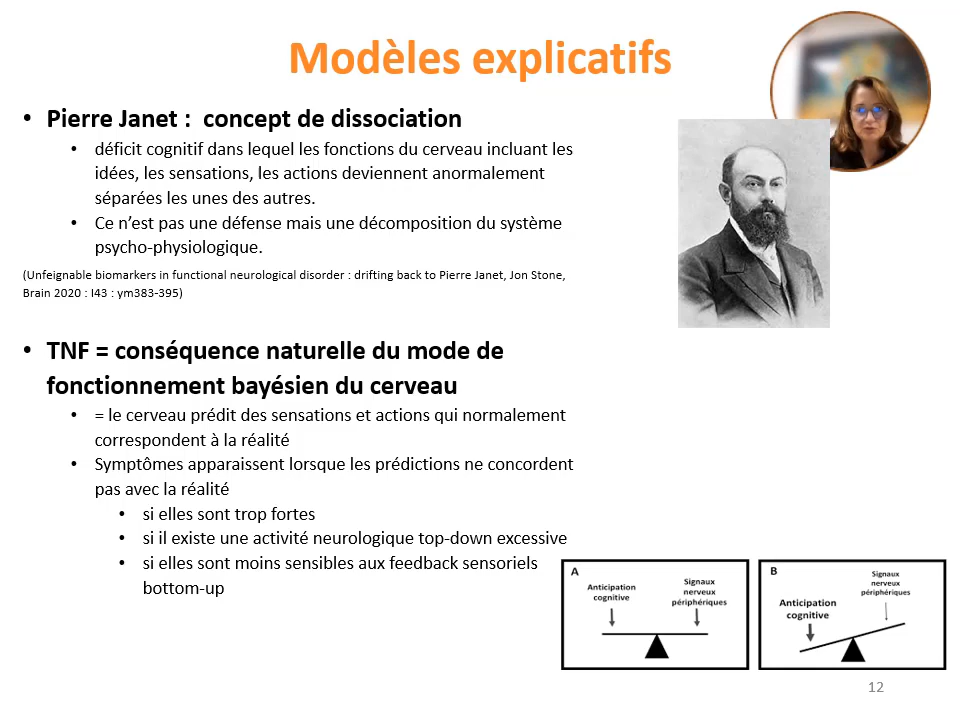 Modèles explicatifs
• Pierre Janet : concept de dissociation
• déficit cognitif dans lequel les fonctions du cerveau incluant les
idées, les sensations, les actions deviennent anormalement
séparées les unes des autres.
• Ce n’est pas une défense mais une décomposition du système
psycho-physiologique.
(Unfeignable biomarkers in functional neurological disorder : drifting back to Pierre Janet, Jon Stone,
Brain 2020 : I43 : ym383-395)
• TNF = conséquence naturelle du mode de
fonctionnement bayésien du cerveau
• = le cerveau prédit des sensations et actions qui normalement
correspondent à la réalité
• Symptômes apparaissent lorsque les prédictions ne concordent
pas avec la réalité
• si elles sont trop fortes
• si il existe une activité neurologique top-down excessive
• si elles sont moins sensibles aux feedback sensoriels
bottom-up
A
Anticipation
cognitive
Signaux
nerveux
périphériques
B
Anticipation
cognitive
Signaux
nerveux
périphériques
12